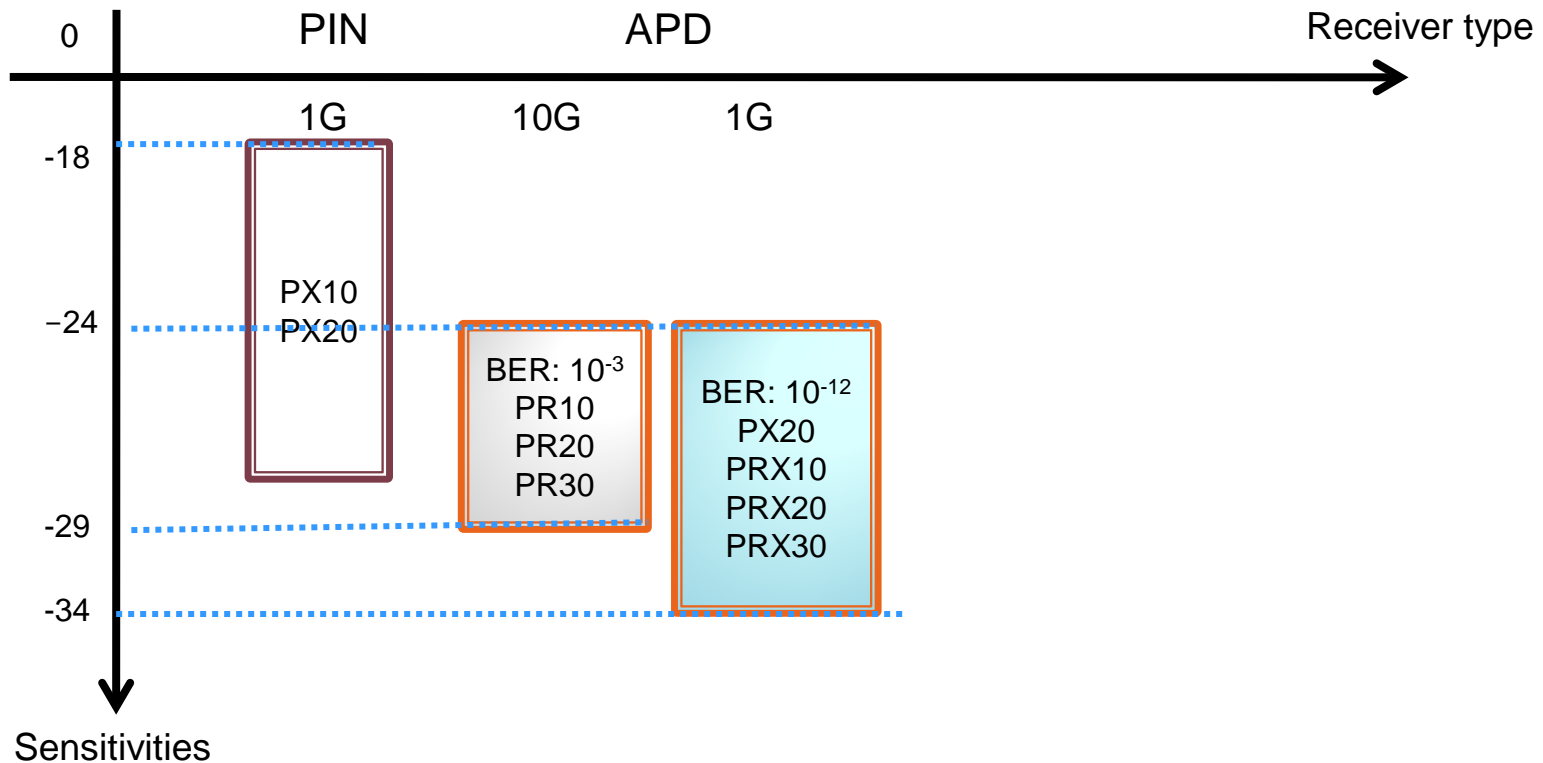 0
PIN
APD
Receiver type
1G
10G
1G
-18
PX10
PX20
−24
BER: 10⁻³
PR10
PR20
PR30
BER: 10⁻¹²
PX20
PRX10
PRX20
PRX30
-29
-34
Sensitivities